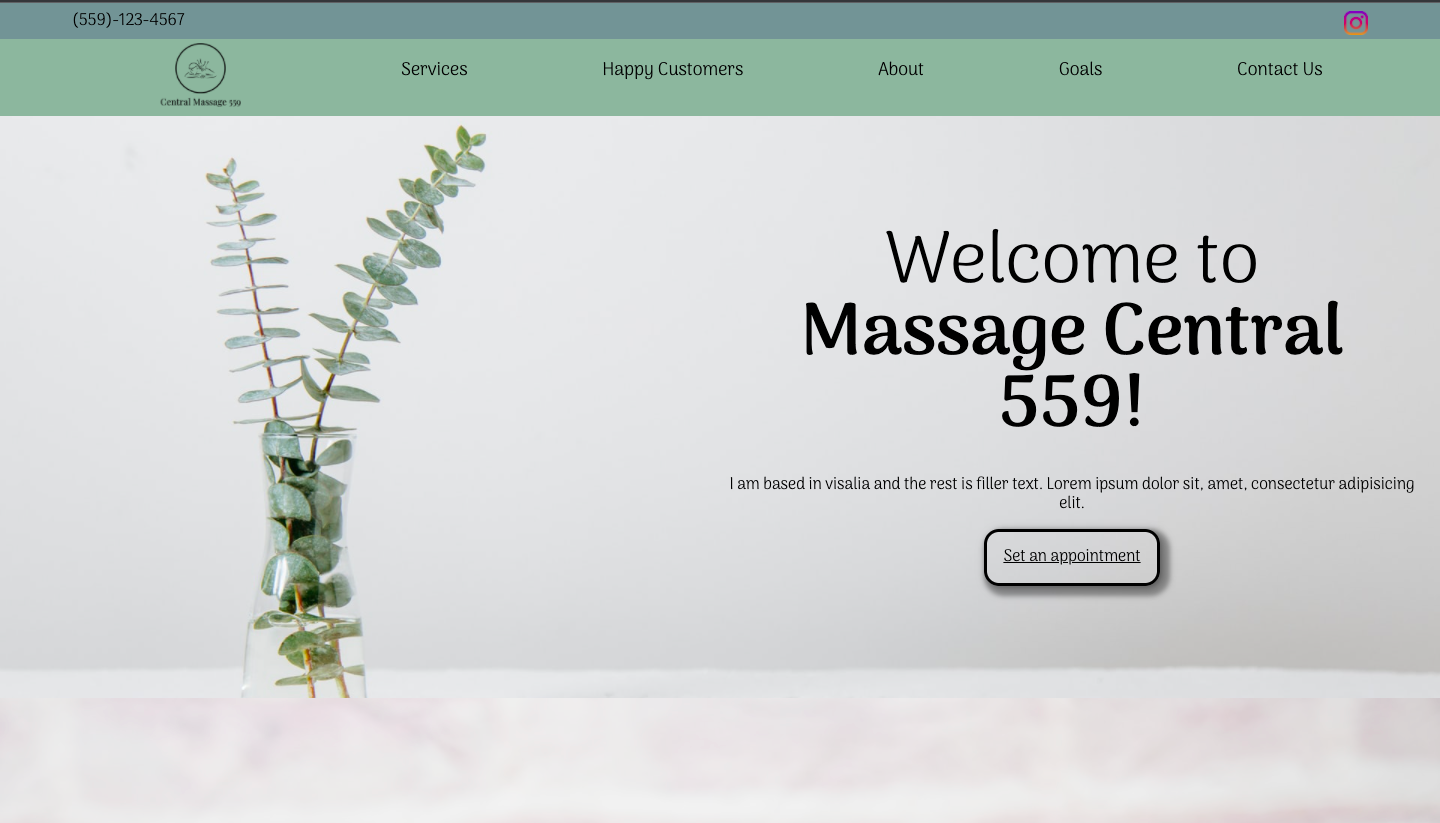 (559)-123-4567
Central Massage 559
Services
Happy Customers
About
Goals
Contact Us
Welcome to
Massage Central
559!
I am based in visalia and the rest is filler text. Lorem ipsum dolor sit, amet, consectetur adipisicing
elit.
Set an appointment